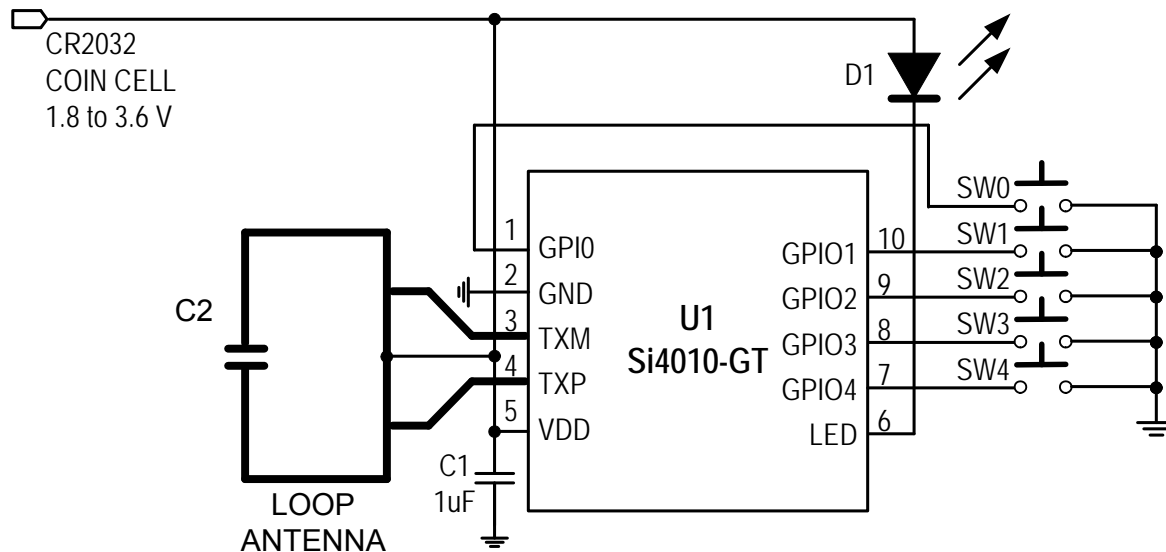 CR2032
COIN CELL
1.8 to 3.6 V
D1
SW0
1
GPI0
GPIO1
10
SW1
2
GND
GPIO2
9
SW2
C2
3
TXM
U1
Si4010-GT
GPIO3
8
SW3
4
TXP
GPIO4
7
SW4
5
VDD
LED
6
C1
1uF
LOOP
ANTENNA